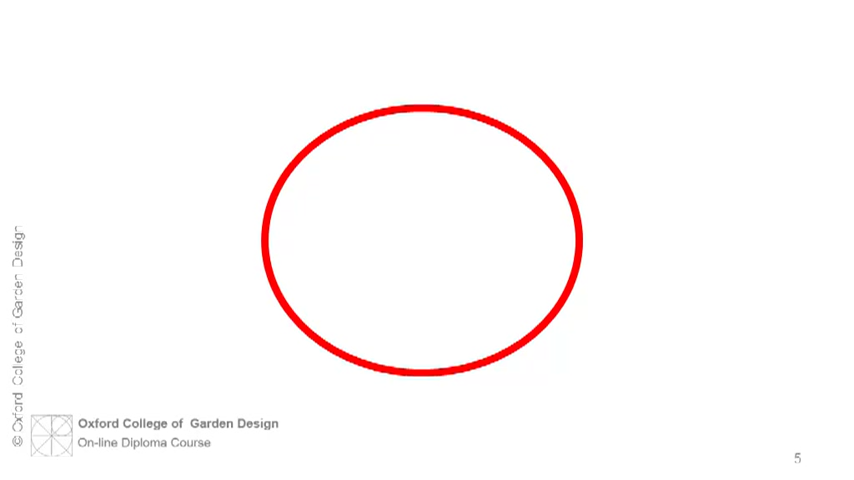 © Oxford College of Garden Design
Oxford College of Garden Design
On-line Diploma Course
5